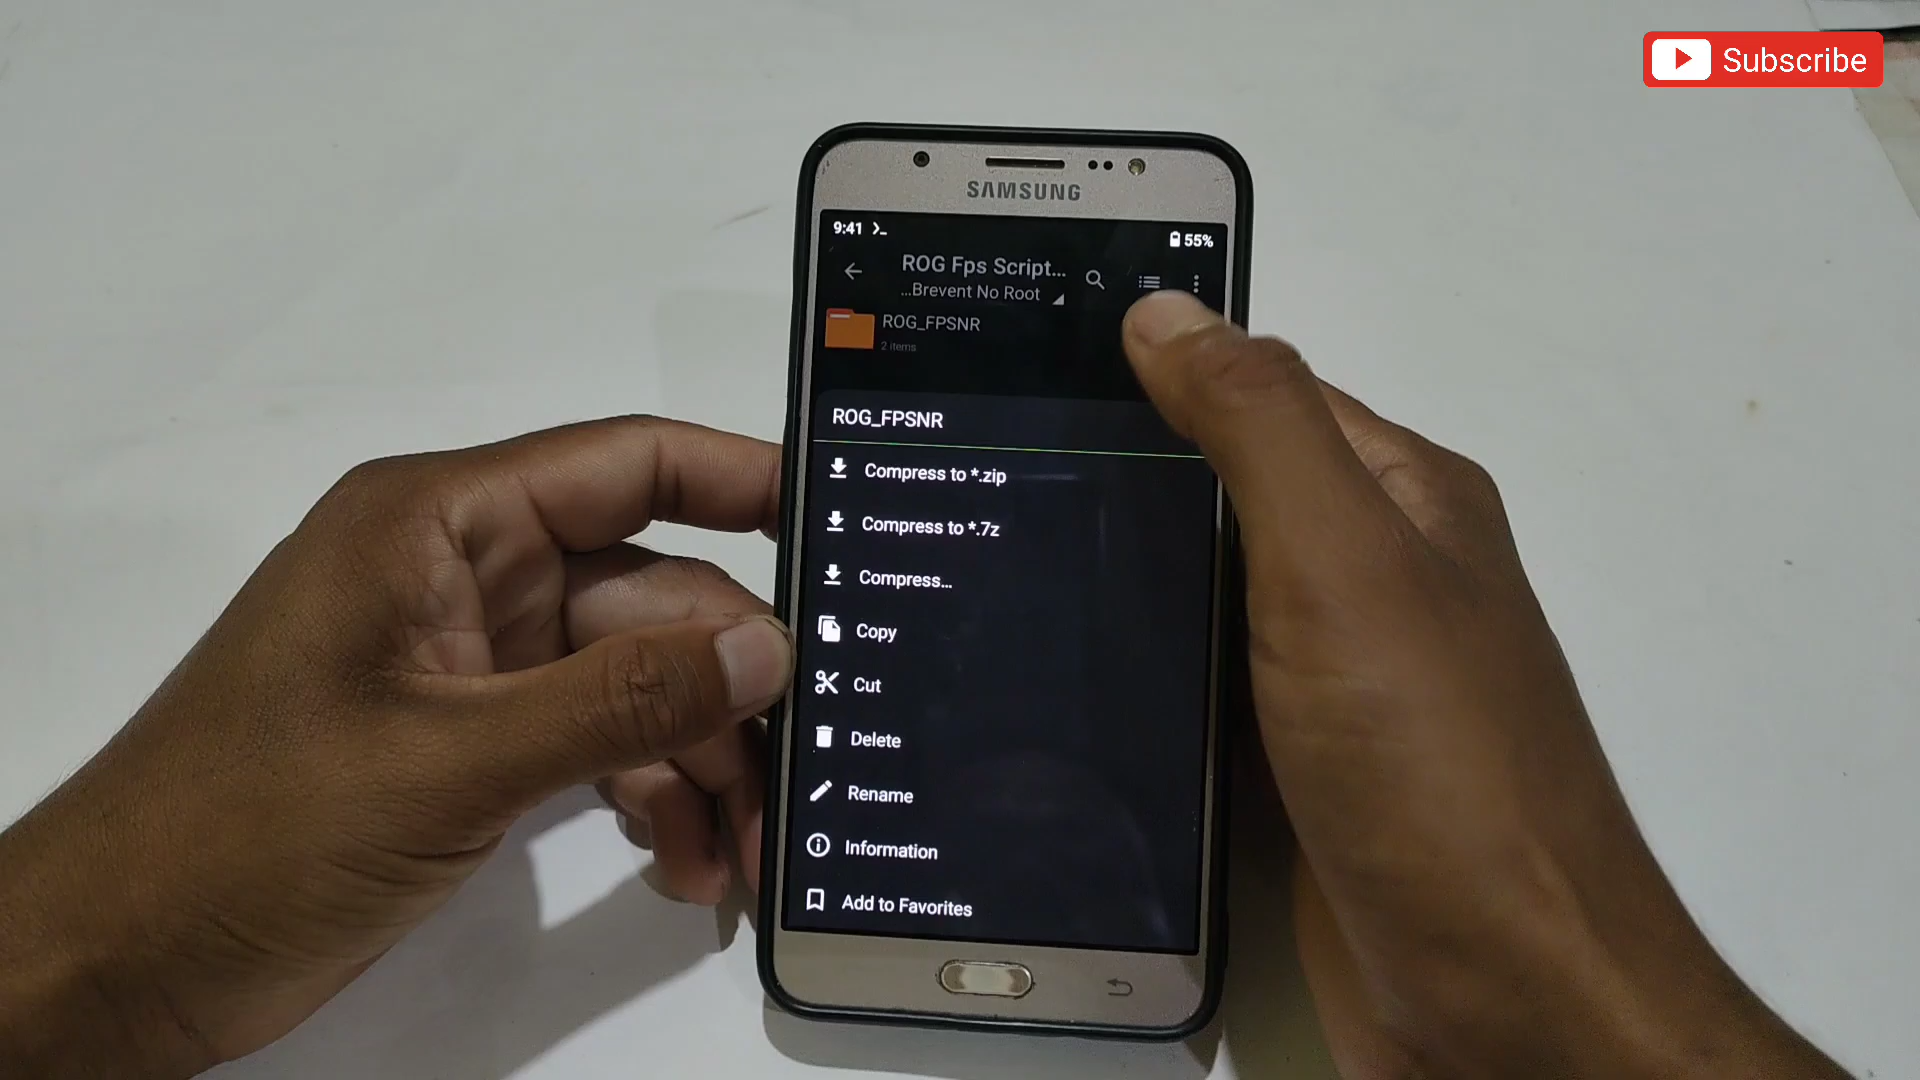 Subscribe
SAMSUNG
9:41
55%
ROG Fps Script...
...Brevent No Root
ROG_FPSNR
2 items
ROG_FPSNR
Compress to *.zip
Compress to *.7z
Compress...
Copy
Cut
Delete
Rename
Information
Add to Favorites